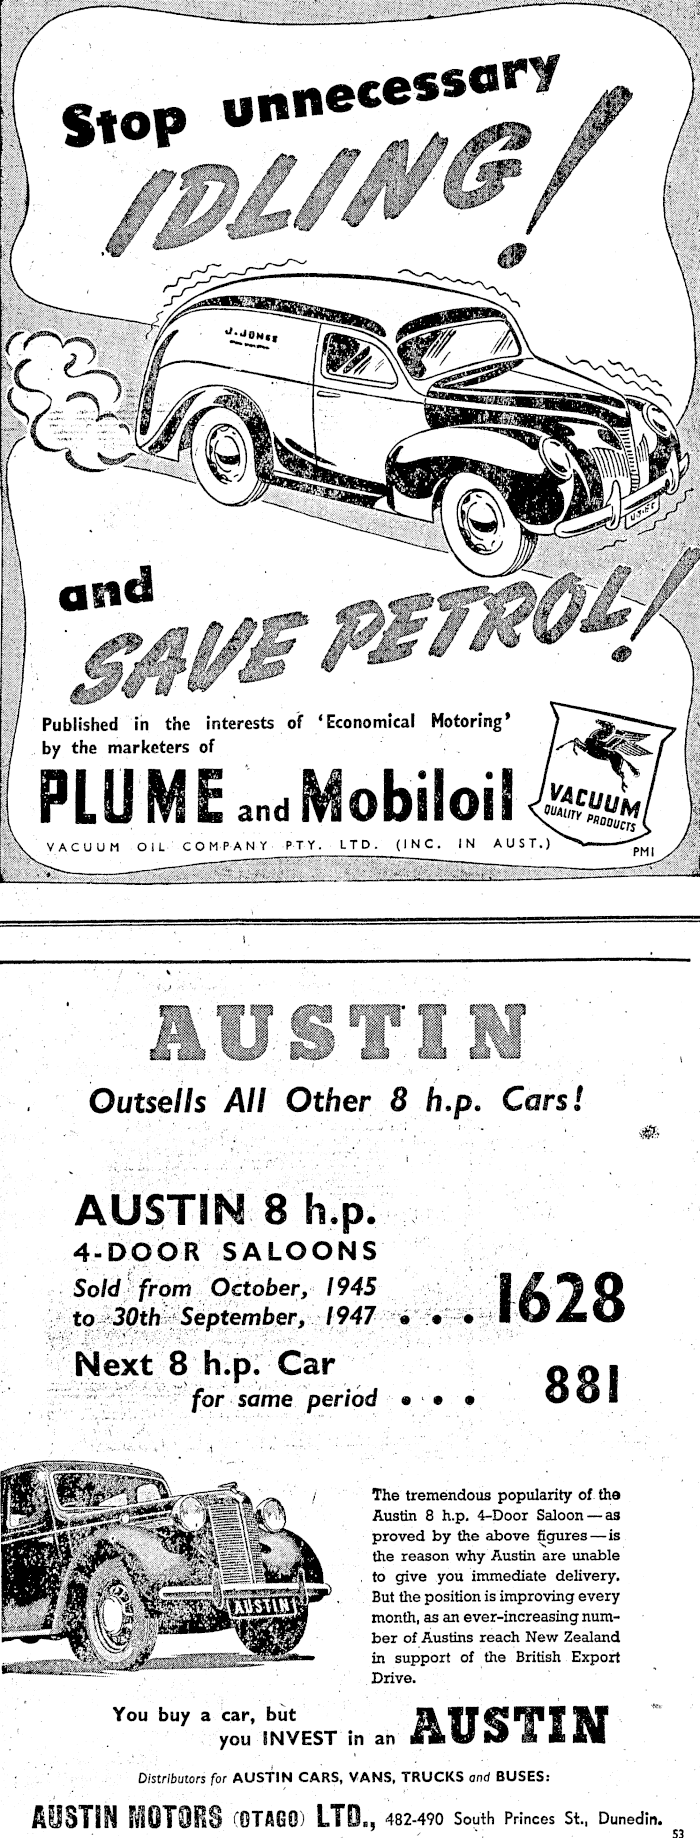 Stop unnecessary
IDLING!
J. JONES
and
SAVE PETROL!
Published in the interests of ‘Economical Motoring’
by the marketers of
PLUME and Mobiloil
VACUUM
QUALITY PRODUCTS
VACUUM OIL COMPANY PTY. LTD. (INC. IN AUST.)
PM1
AUSTIN
Outsells All Other 8 h.p. Cars!
AUSTIN 8 h.p.
4-DOOR SALOONS
Sold from October, 1945
to 30th September, 1947 . . . 1628
Next 8 h.p. Car
for same period . . . 881
The tremendous popularity of the
Austin 8 h.p. 4-Door Saloon—as
proved by the above figures—is
the reason why Austin are unable
to give you immediate delivery.
But the position is improving every
month, as an ever-increasing num-
ber of Austins reach New Zealand
in support of the British Export
Drive.
AUSTIN
You buy a car, but
you INVEST in an AUSTIN
Distributors for AUSTIN CARS, VANS, TRUCKS and BUSES:
AUSTIN MOTORS (OTAGO) LTD., 482-490 South Princes St., Dunedin.
53